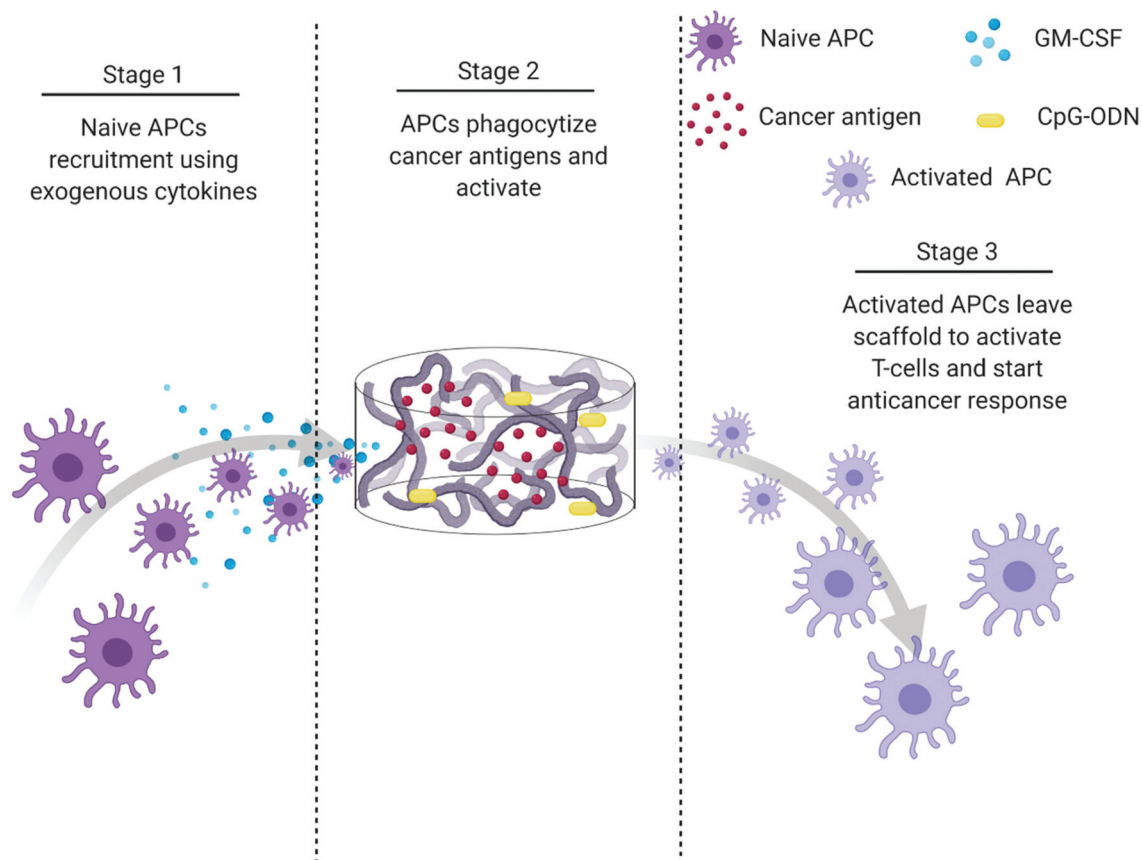 Stage 1
Naive APCs
recruitment using
exogenous cytokines
Stage 2
APCs phagocytize
cancer antigens and
activate
Naive APC
GM-CSF
Cancer antigen
CpG-ODN
Activated APC
Stage 3
Activated APCs leave
scaffold to activate
T-cells and start
anticancer response